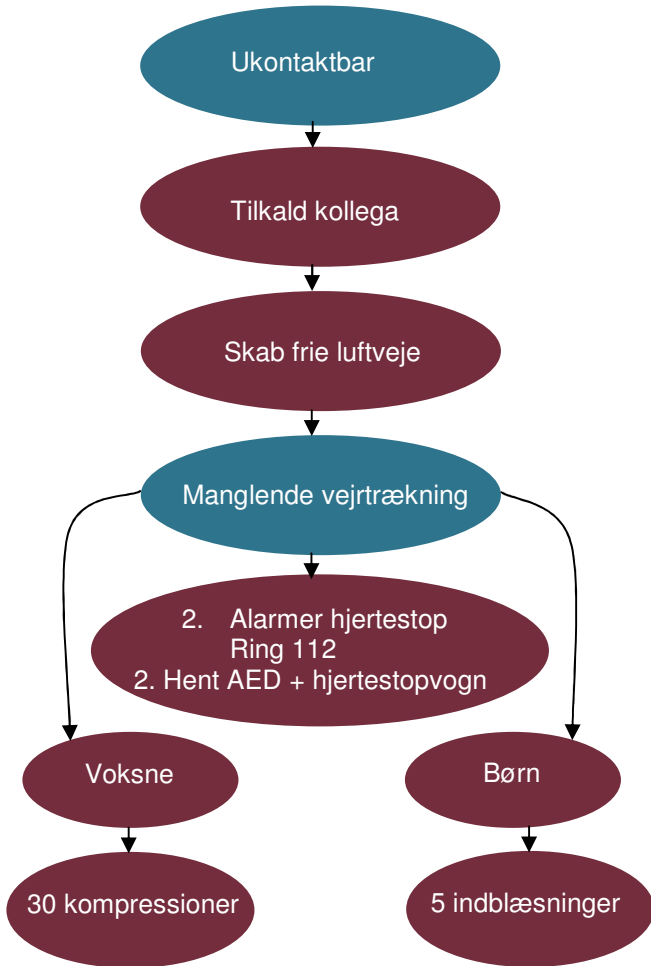 Ukontaktbar
Tilkald kollega
Skab frie luftveje
Manglende vejrtrækning
2. Alarmer hjertestop
Ring 112
2. Hent AED + hjertestopvogn
Voksne
Børn
30 kompressioner
5 indblæsninger